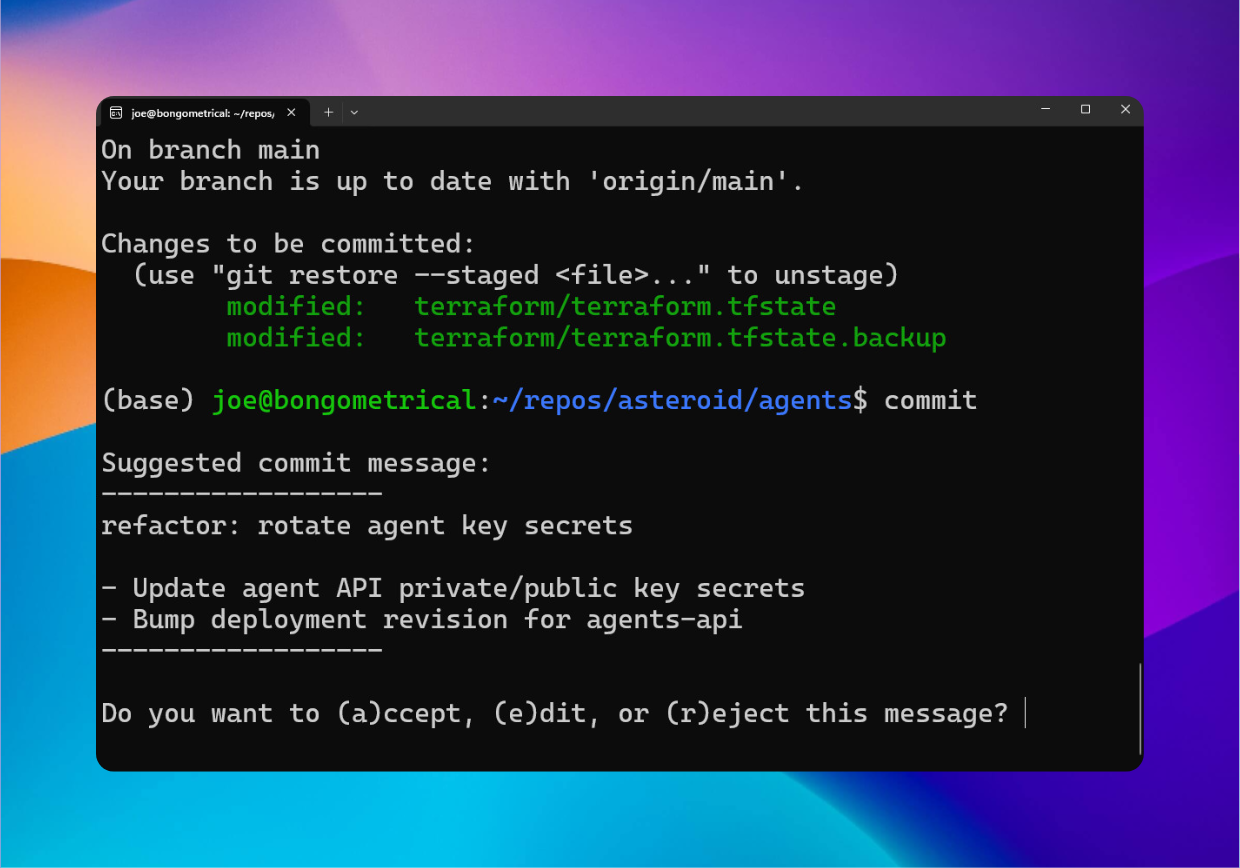 joe@bongometrical: ~/repos/
On branch main
Your branch is up to date with 'origin/main'.
Changes to be committed:
(use "git restore --staged <file>..." to unstage)
modified: terraform/terraform.tfstate
modified: terraform/terraform.tfstate.backup
(base) joe@bongometrical:~/repos/asteroid/agents$ commit
Suggested commit message:
------------------
refactor: rotate agent key secrets
- Update agent API private/public key secrets
- Bump deployment revision for agents-api
------------------
Do you want to (a)ccept, (e)dit, or (r)eject this message?